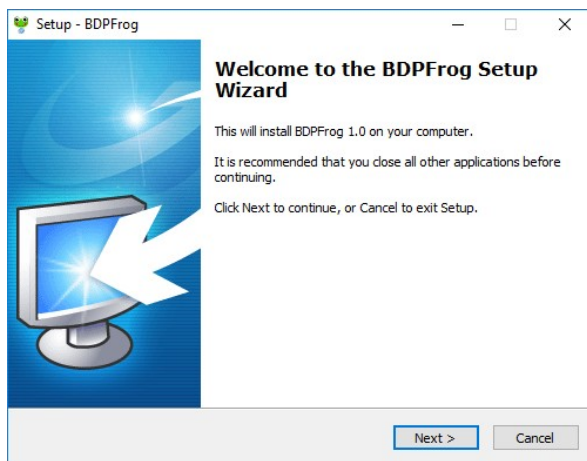 Setup - BDPFrog
Welcome to the BDPFrog Setup
Wizard
This will install BDPFrog 1.0 on your computer.
It is recommended that you close all other applications before
continuing.
Click Next to continue, or Cancel to exit Setup.
Next >
Cancel